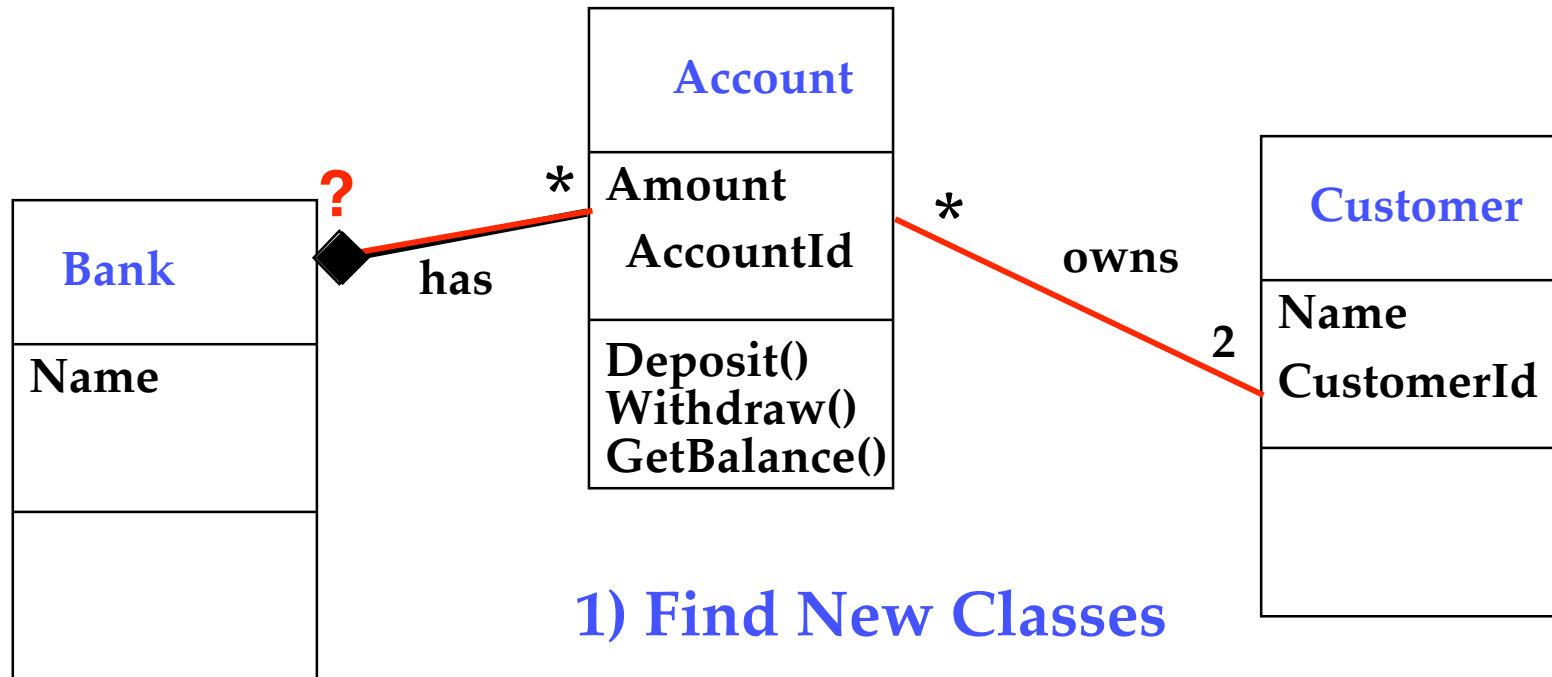 Account
Amount
AccountId
Deposit()
Withdraw()
GetBalance()
?
*
Bank
Name
has
*
owns
2
Customer
Name
CustomerId
1) Find New Classes